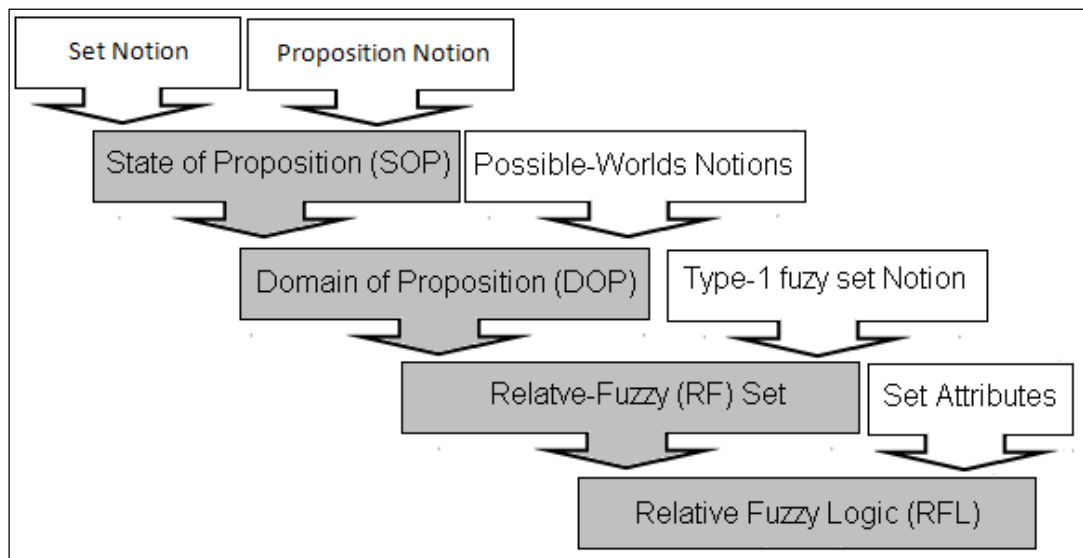 Set Notion
Proposition Notion
State of Proposition (SOP)
Possible-Worlds Notions
Domain of Proposition (DOP)
Type-1 fuzy set Notion
Relatve-Fuzzy (RF) Set
Set Attributes
Relative Fuzzy Logic (RFL)